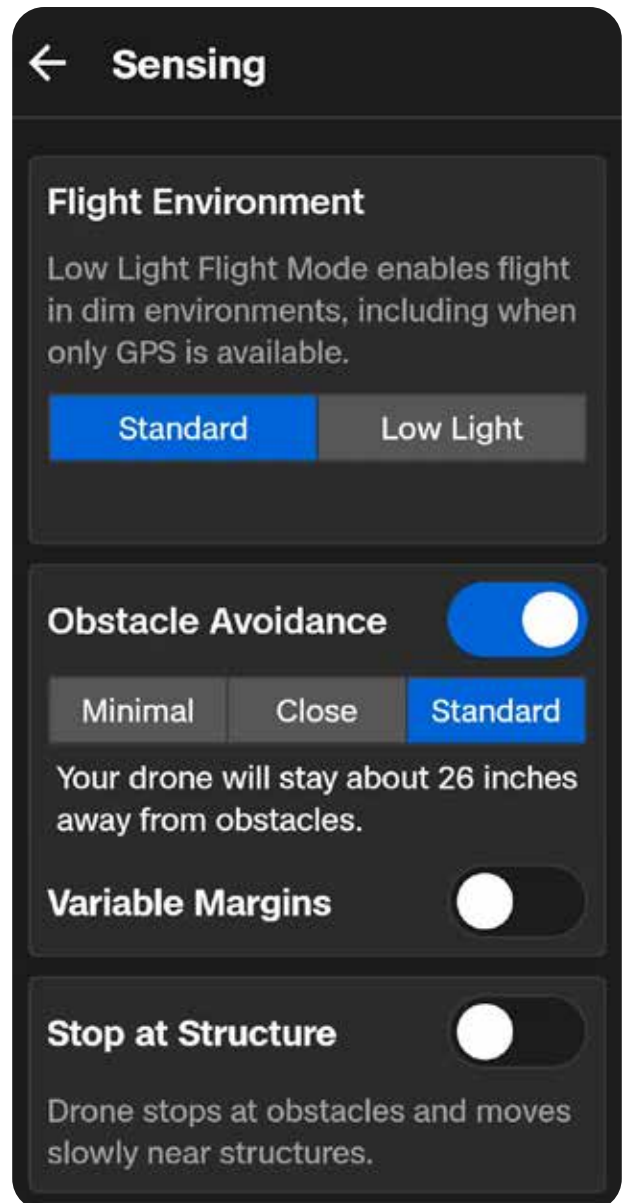 Sensing
Flight Environment
Low Light Flight Mode enables flight
in dim environments, including when
only GPS is available.
Standard Low Light
Obstacle Avoidance
Minimal Close Standard
Your drone will stay about 26 inches
away from obstacles.
Variable Margins
Stop at Structure
Drone stops at obstacles and moves
slowly near structures.